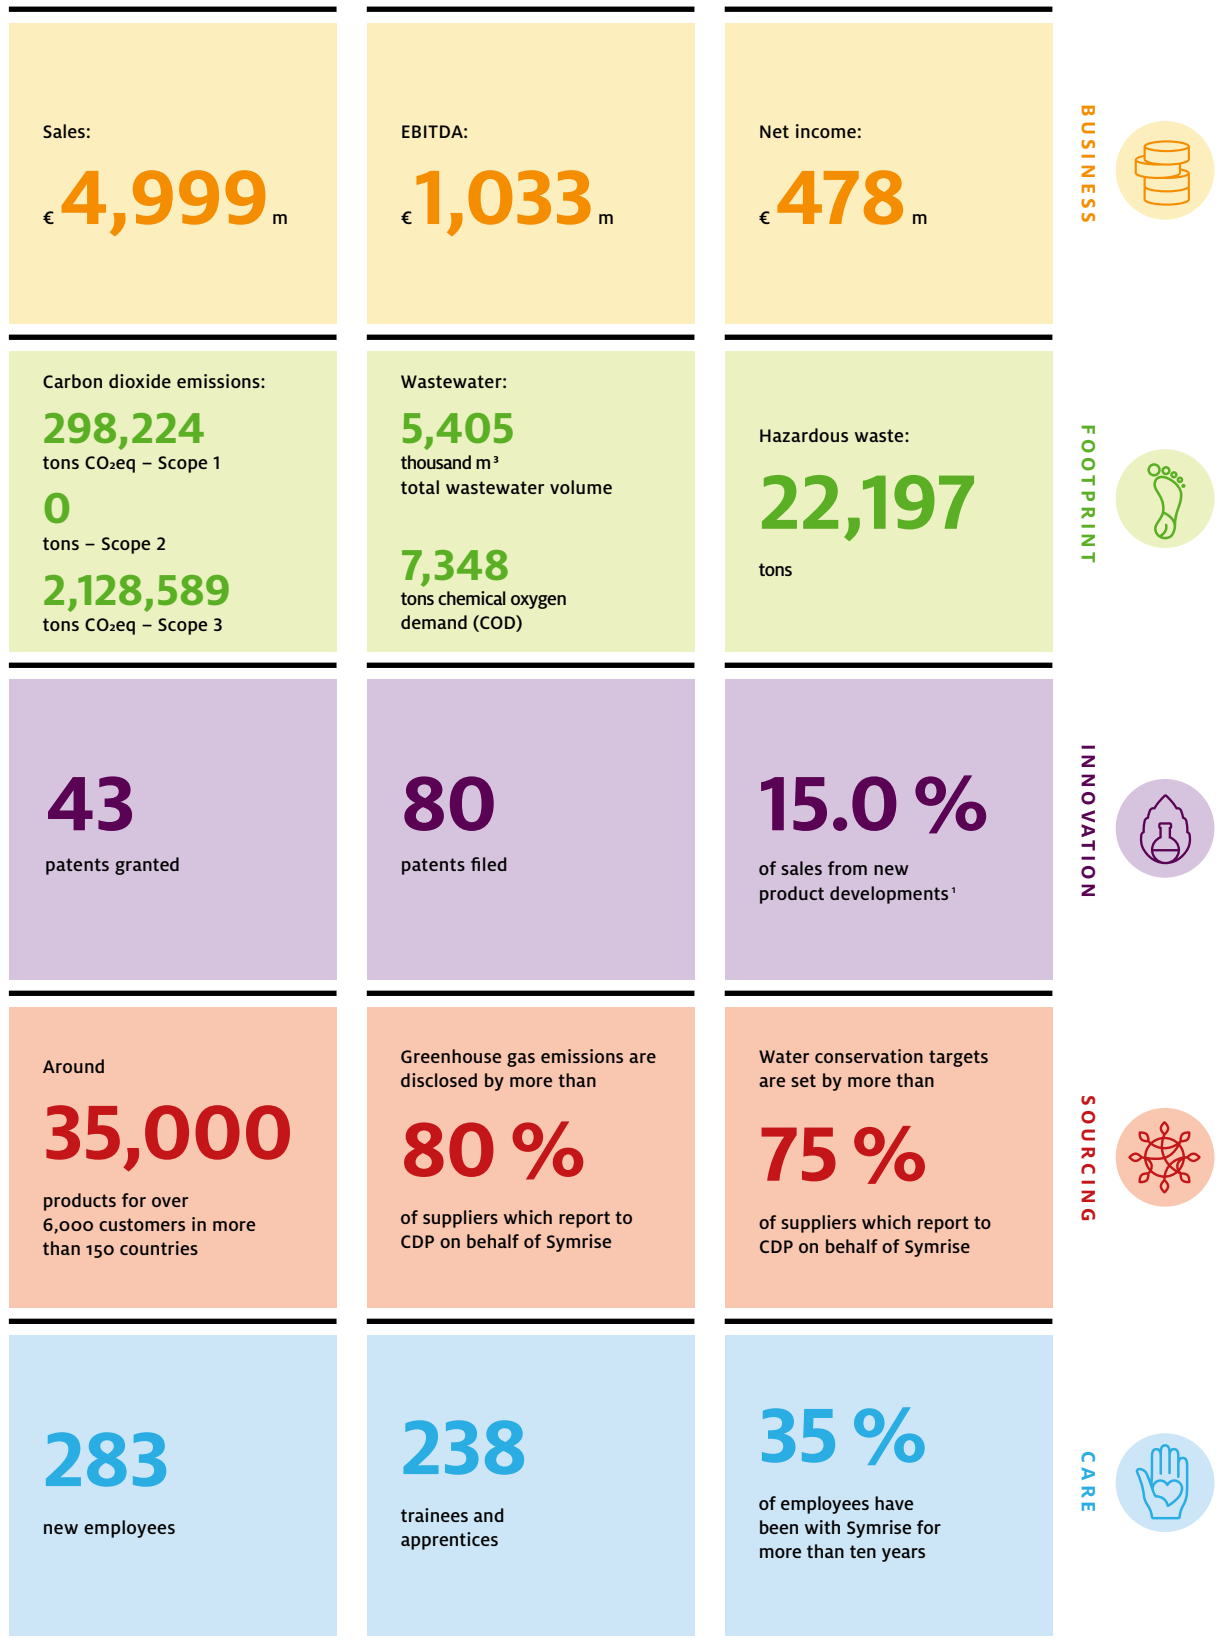 Sales:
€ 4,999 m
EBITDA:
€ 1,033 m
Net income:
€ 478 m
BUSINESS
Carbon dioxide emissions:
298,224
tons CO₂eq – Scope 1
0
tons – Scope 2
2,128,589
tons CO₂eq – Scope 3
Wastewater:
5,405
thousand m³
total wastewater volume
7,348
tons chemical oxygen
demand (COD)
Hazardous waste:
22,197
tons
FOOTPRINT
43
patents granted
80
patents filed
15.0 %
of sales from new
product developments¹
INNOVATION
Around
35,000
products for over
6,000 customers in more
than 150 countries
Greenhouse gas emissions are
disclosed by more than
80 %
of suppliers which report to
CDP on behalf of Symrise
Water conservation targets
are set by more than
75 %
of suppliers which report to
CDP on behalf of Symrise
SOURCING
283
new employees
238
trainees and
apprentices
35 %
of employees have
been with Symrise for
more than ten years
CARE